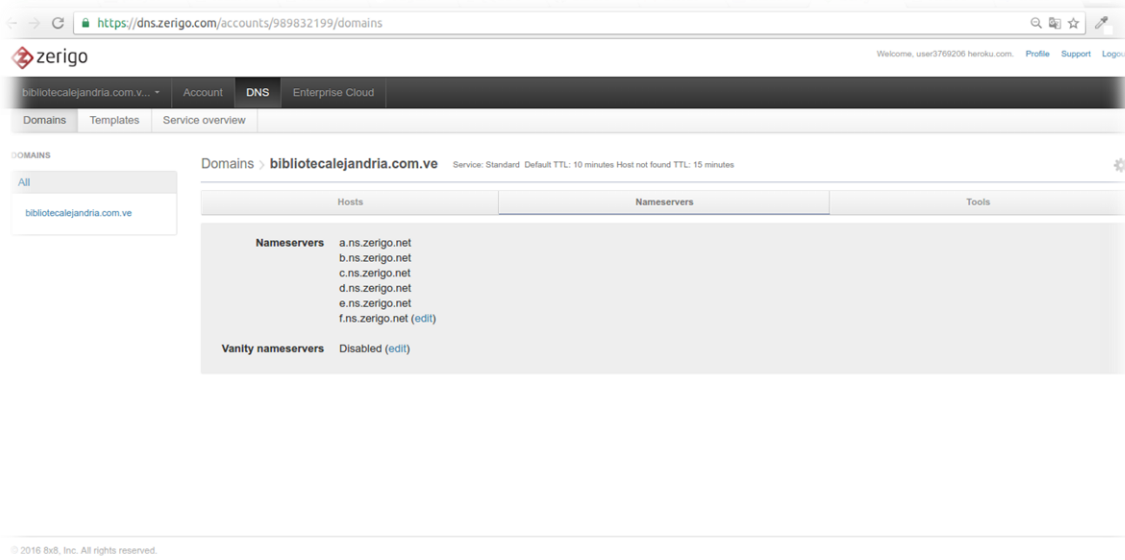 https://dns.zerigo.com/accounts/989832199/domains
zerigo
Welcome, user3769206 heroku.com. Profile Support Logou
bibliotecalejandria.com.v... Account DNS Enterprise Cloud
Domains Templates Service overview
DOMAINS
Domains > bibliotecalejandria.com.ve Service: Standard Default TTL: 10 minutes Host not found TTL: 15 minutes
All
bibliotecalejandria.com.ve
Hosts Nameservers Tools
Nameservers a.ns.zerigo.net
b.ns.zerigo.net
c.ns.zerigo.net
d.ns.zerigo.net
e.ns.zerigo.net
f.ns.zerigo.net (edit)
Vanity nameservers Disabled (edit)
© 2016 8x8, Inc. All rights reserved.